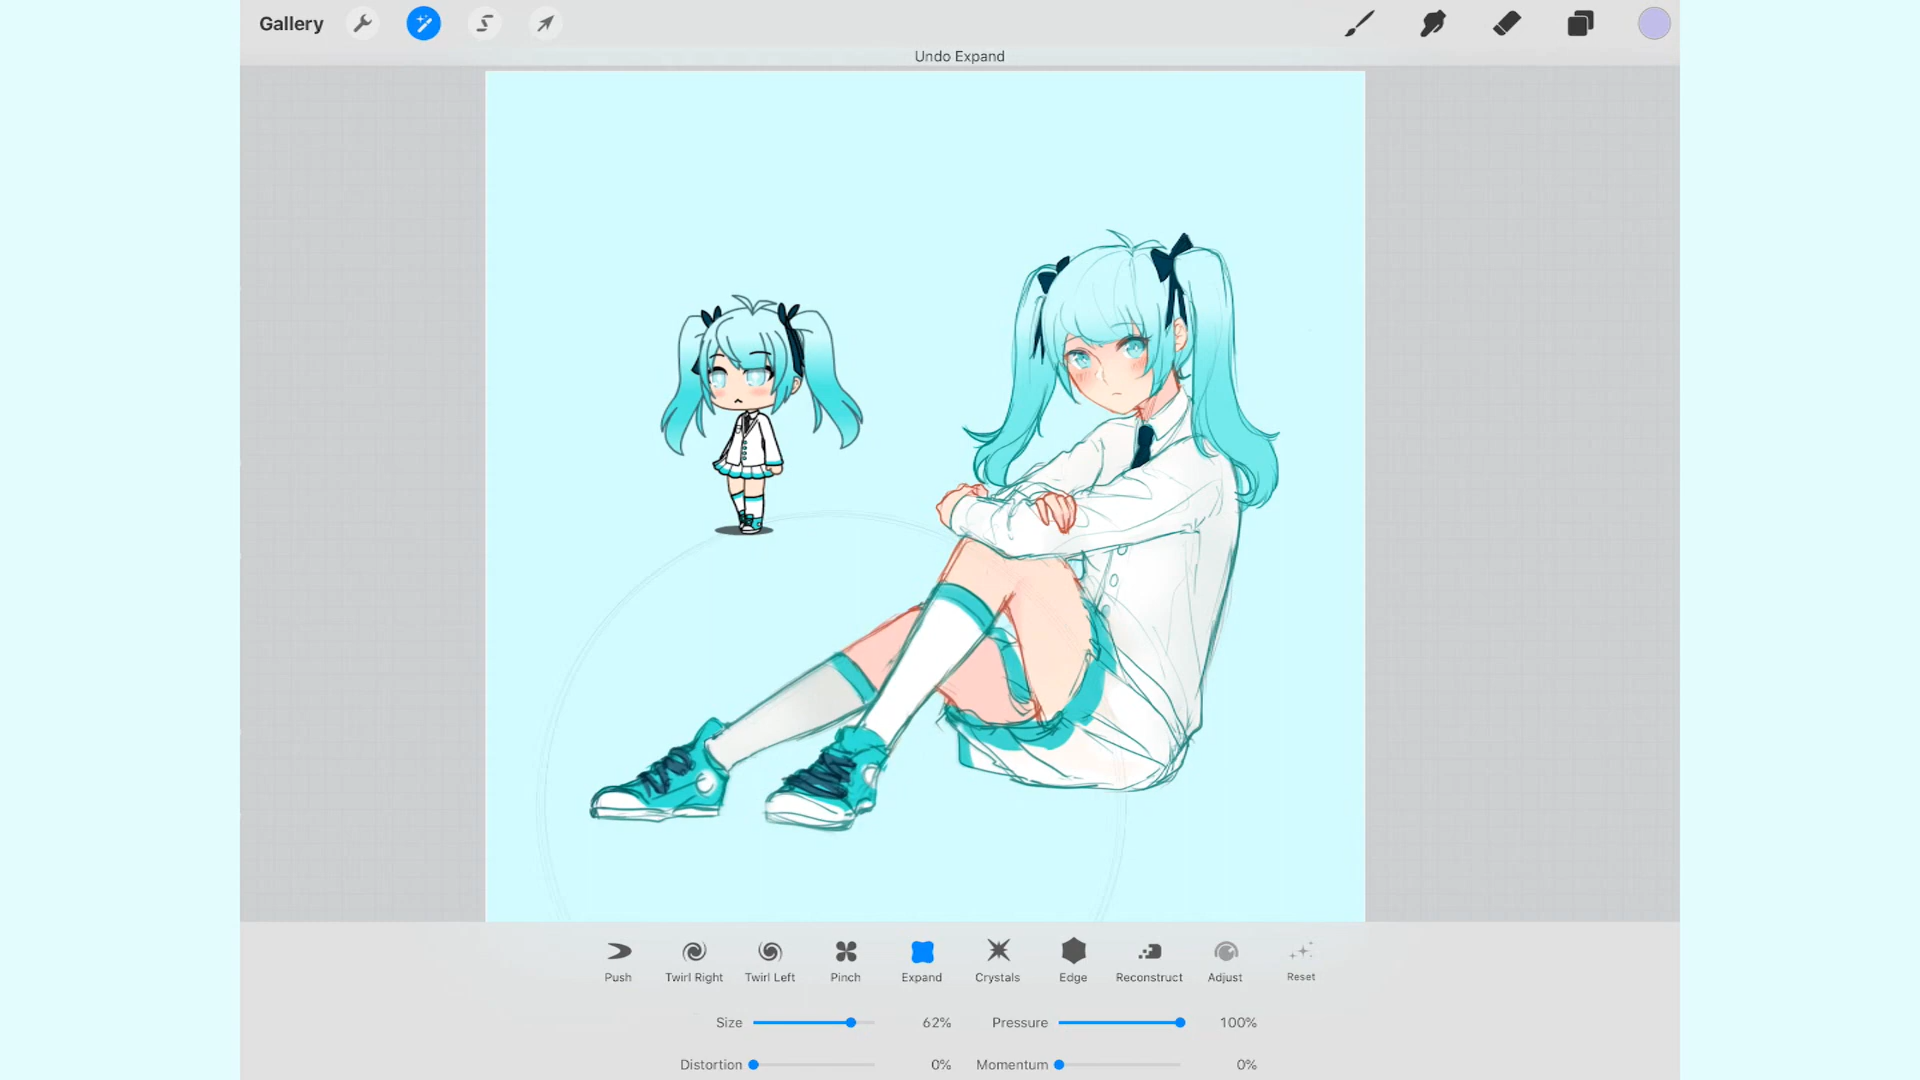 Gallery
Undo Expand
Push Twirl Right Twirl Left Pinch Expand Crystals Edge Reconstruct Adjust Reset
Size 62% Pressure 100%
Distortion 0% Momentum 0%